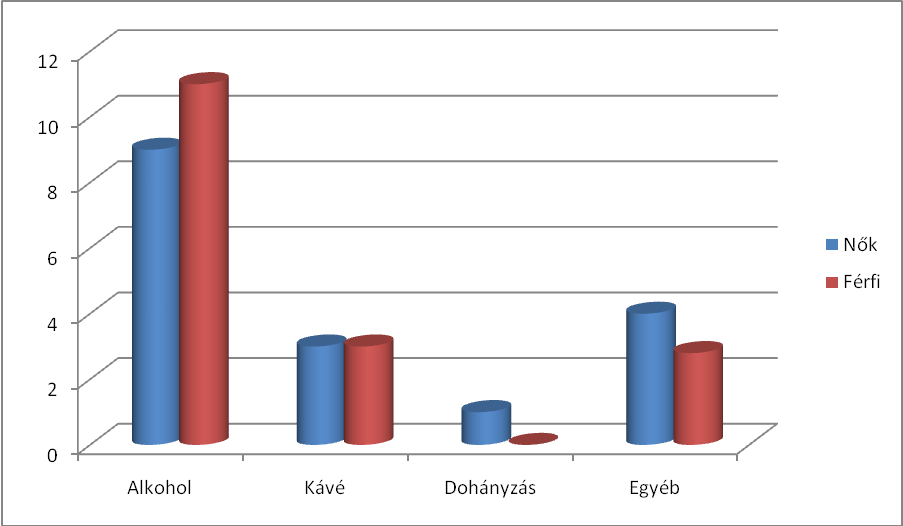 12
10
8
6
4
2
0
Alkohol
Kávé
Dohányzás
Egyéb
Nők
Férfi